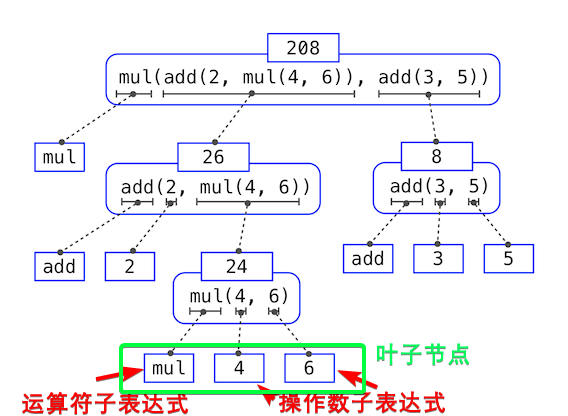 208
mul(add(2, mul(4, 6)), add(3, 5))
mul
26
8
add(2, mul(4, 6))
add(3, 5)
add
2
24
add
3
5
mul(4, 6)
mul
4
6
叶子节点
运算符子表达式
操作数子表达式